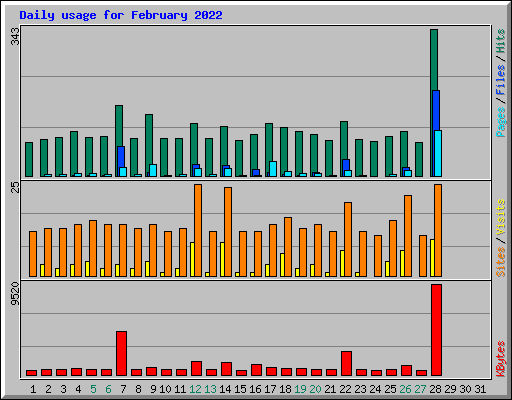 Daily usage for February 2022
343
Pages / Files / Hits
25
Sites / Visits
9520
KBytes
1 2 3 4 5 6 7 8 9 10 11 12 13 14 15 16 17 18 19 20 21 22 23 24 25 26 27 28 29 30 31